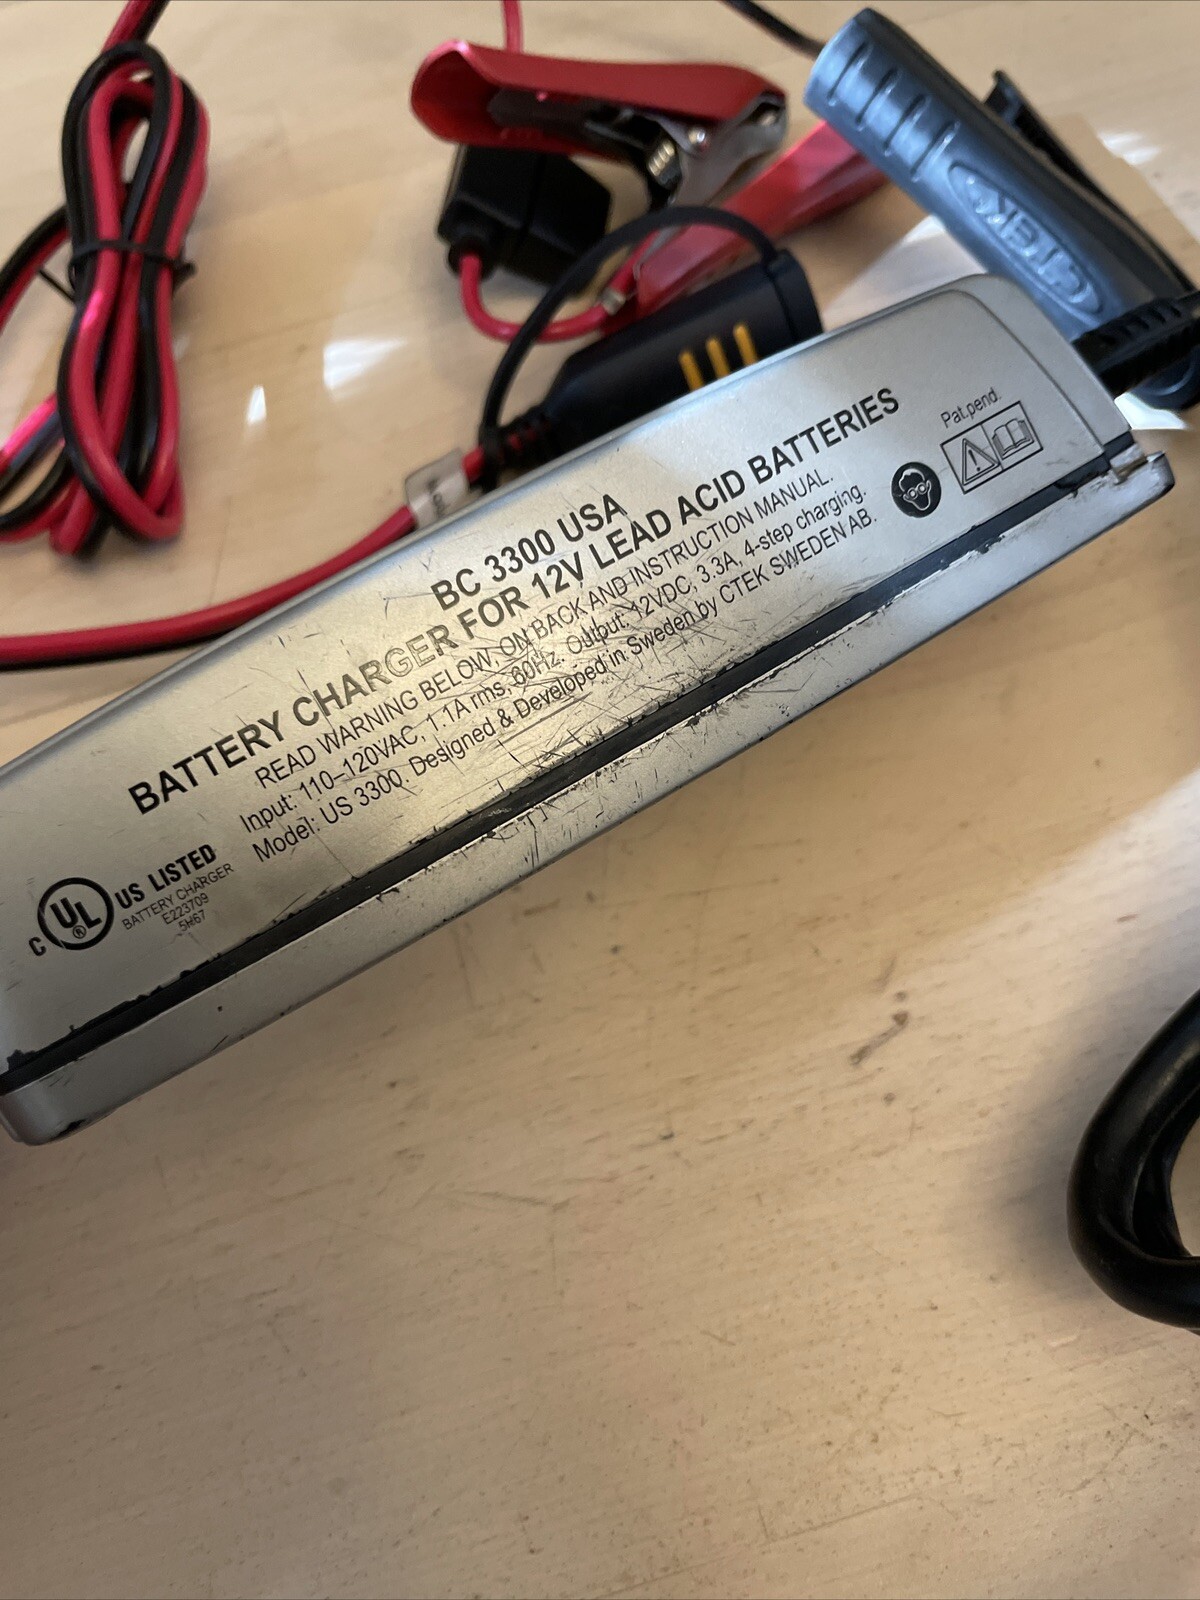 CTEK
Pat.pend.
BC 3300 USA
BATTERY CHARGER FOR 12V LEAD ACID BATTERIES
READ WARNING BELOW, ON BACK AND INSTRUCTION MANUAL.
Input: 110–120VAC, 1.1A rms, 60Hz. Output: 12VDC, 3.3A, 4-step charging.
Model: US 3300. Designed & Developed in Sweden by CTEK SWEDEN AB.
C UL ® US LISTED
BATTERY CHARGER
E223709
5H67